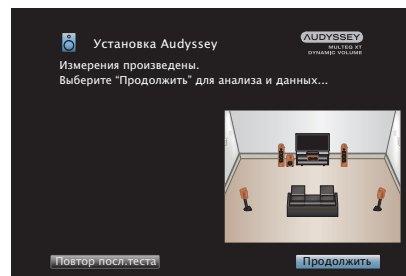 Установка Audyssey
AUDYSSEY
MULTEQ XT
DYNAMIC VOLUME
Измерения произведены.
Выберите “Продолжить” для анализа и данных...
Повтор посл.теста
Продолжить